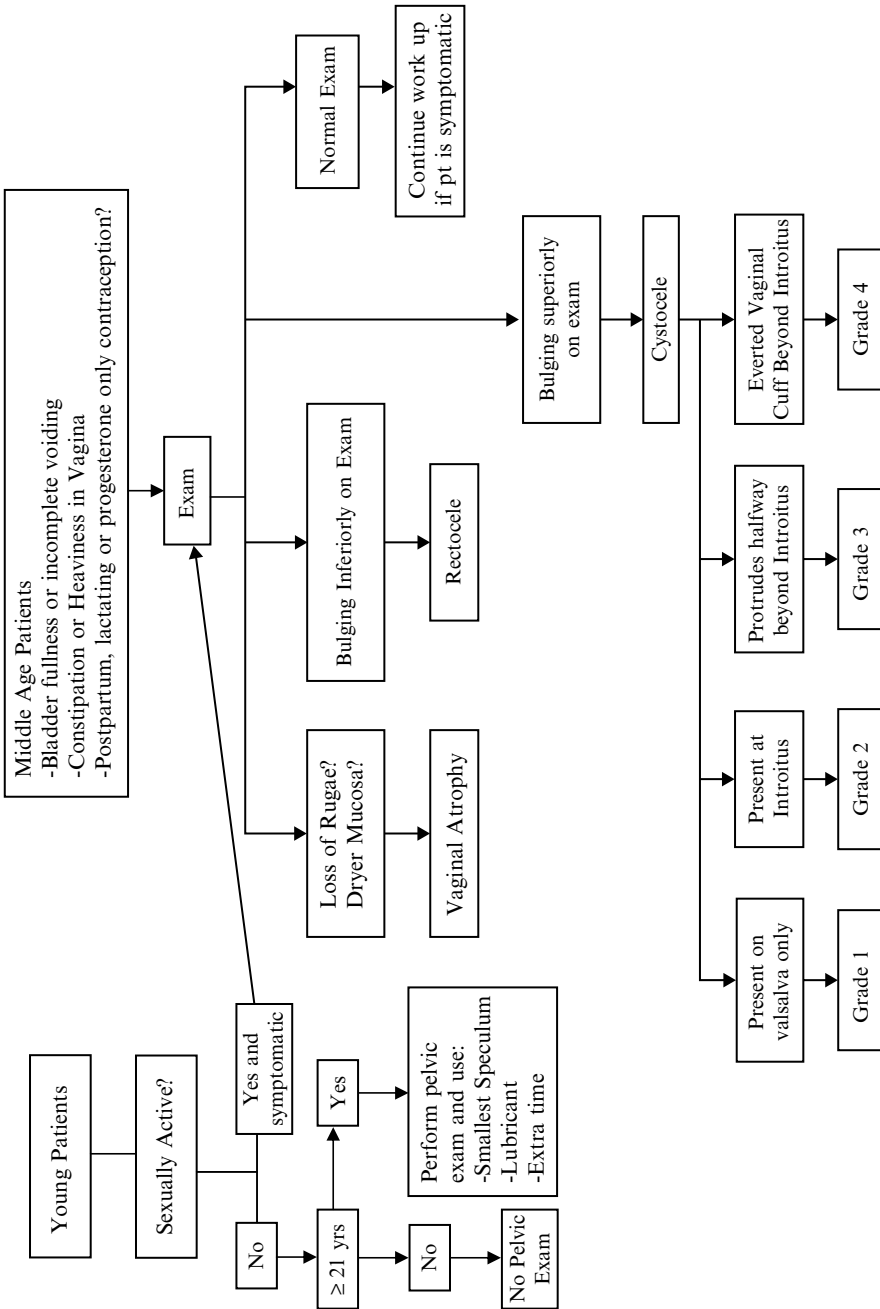 Young Patients
Sexually Active?
No
Yes and
symptomatic
≥ 21 yrs
Yes
No
No Pelvic
Exam
Perform pelvic
exam and use:
-Smallest Speculum
-Lubricant
-Extra time
Middle Age Patients
-Bladder fullness or incomplete voiding
-Constipation or Heaviness in Vagina
-Postpartum, lactating or progesterone only contraception?
Exam
Loss of Rugae?
Dryer Mucosa?
Vaginal Atrophy
Bulging Inferiorly on Exam
Rectocele
Normal Exam
Continue work up
if pt is symptomatic
Bulging superiorly
on exam
Cystocele
Present on
valsalva only
Grade 1
Present at
Introitus
Grade 2
Protrudes halfway
beyond Introitus
Grade 3
Everted Vaginal
Cuff Beyond Introitus
Grade 4